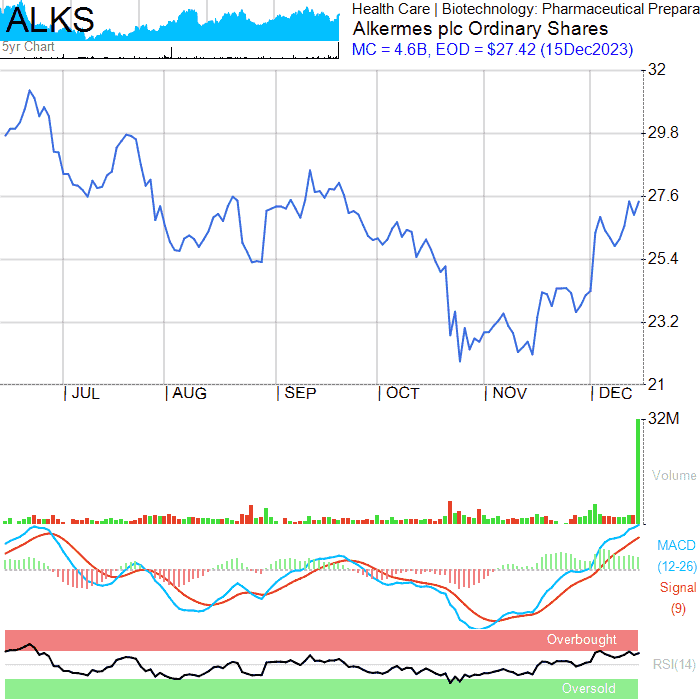 ALKS
5yr Chart
Health Care | Biotechnology: Pharmaceutical Prepara
Alkermes plc Ordinary Shares
MC = 4.6B, EOD = $27.42 (15Dec2023)
32
29.8
27.6
25.4
23.2
21
JUL
AUG
SEP
OCT
NOV
DEC
32M
Volume
MACD
(12-26)
Signal
(9)
Overbought
RSI(14)
Oversold